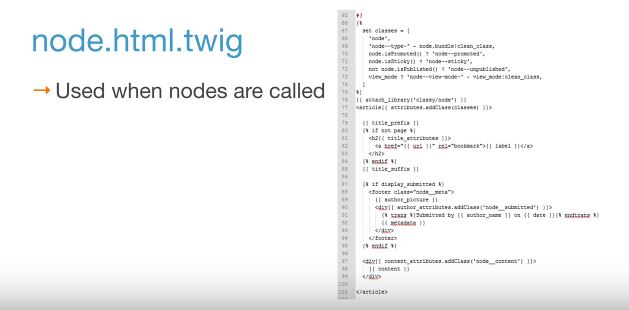 node.html.twig
→ Used when nodes are called
65 #}
66 {%
67 set classes = [
68 'node',
69 'node--type-' ~ node.bundle|clean_class,
70 node.isPromoted() ? 'node--promoted',
71 node.isSticky() ? 'node--sticky',
72 not node.isPublished() ? 'node--unpublished',
73 view_mode ? 'node--view-mode-' ~ view_mode|clean_class,
74 ]
75 %}
76 {{ attach_library('classy/node') }}
77 <article{{ attributes.addClass(classes) }}>
78
79 {{ title_prefix }}
80 {% if not page %}
81 <h2{{ title_attributes }}>
82 <a href="{{ url }}" rel="bookmark">{{ label }}</a>
83 </h2>
84 {% endif %}
85 {{ title_suffix }}
86
87 {% if display_submitted %}
88 <footer class="node__meta">
89 {{ author_picture }}
90 <div{{ author_attributes.addClass('node__submitted') }}>
91 {% trans %}Submitted by {{ author_name }} on {{ date }}{% endtrans %}
92 {{ metadata }}
93 </div>
94 </footer>
95 {% endif %}
96
97 <div{{ content_attributes.addClass('node__content') }}>
98 {{ content }}
99 </div>
100
101 </article>